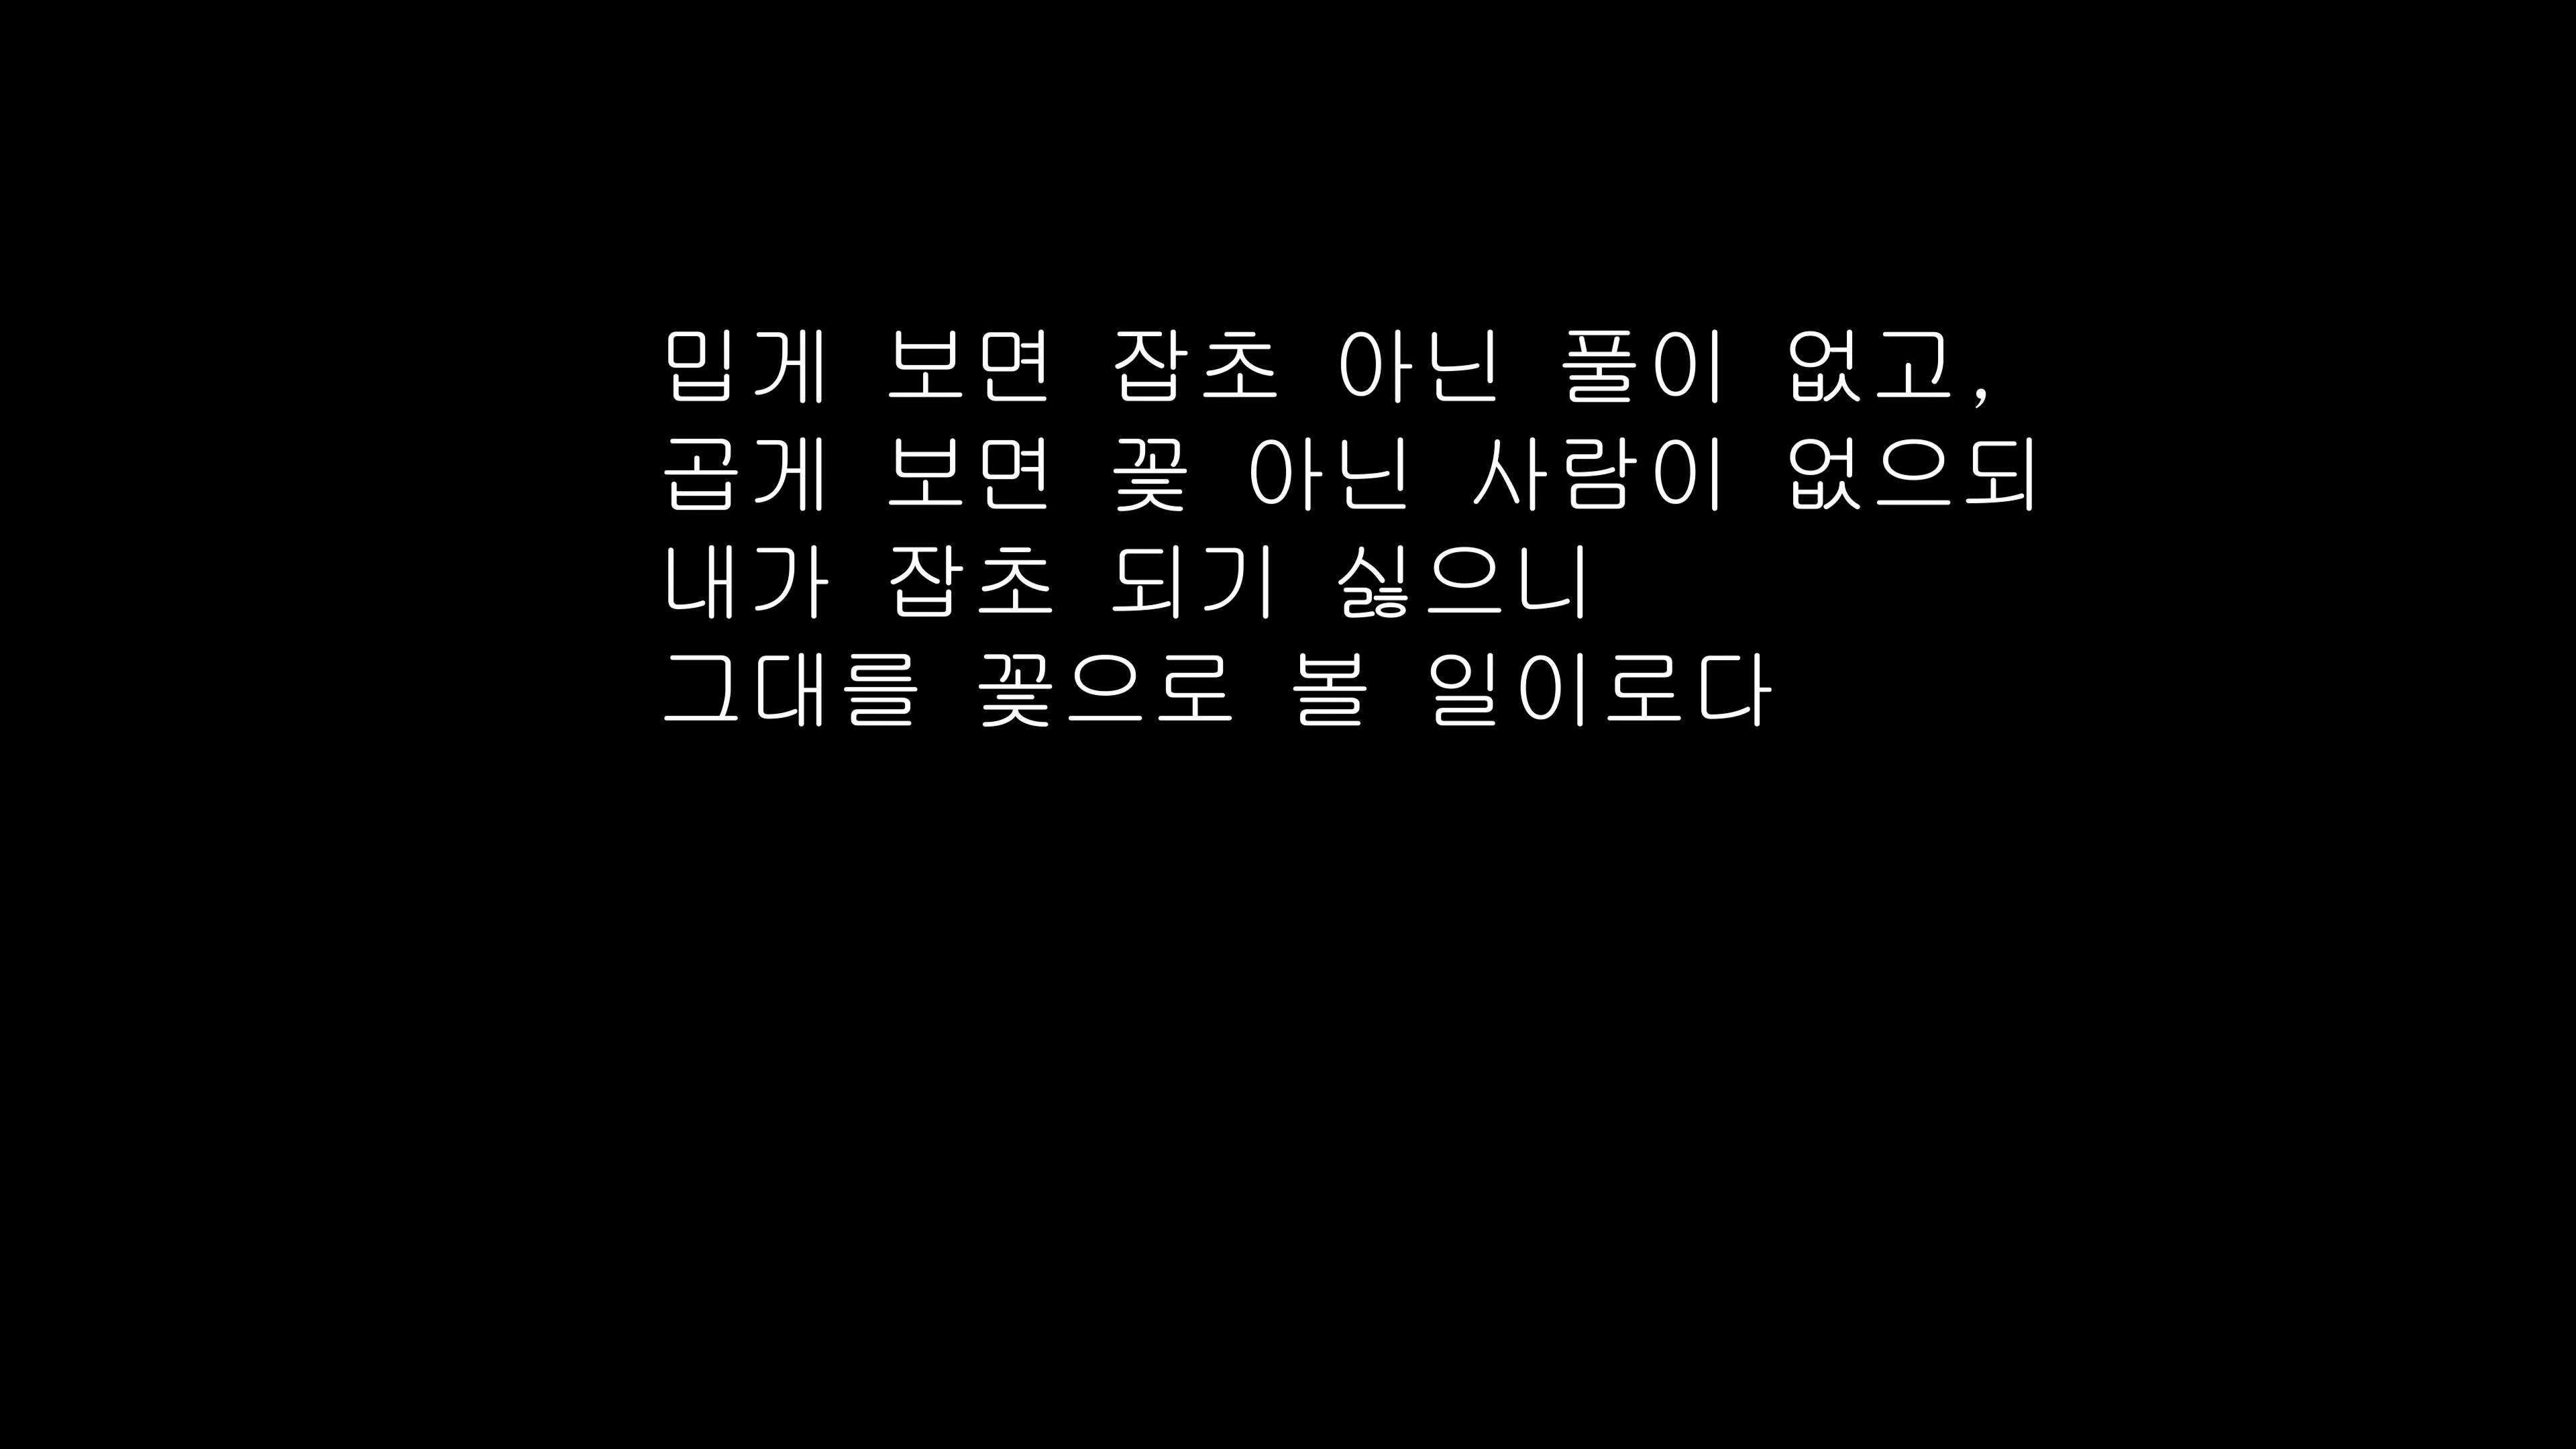 밉게 보면 잡초 아닌 풀이 없고,
곱게 보면 꽃 아닌 사람이 없으되
내가 잡초 되기 싫으니
그대를 꽃으로 볼 일이로다